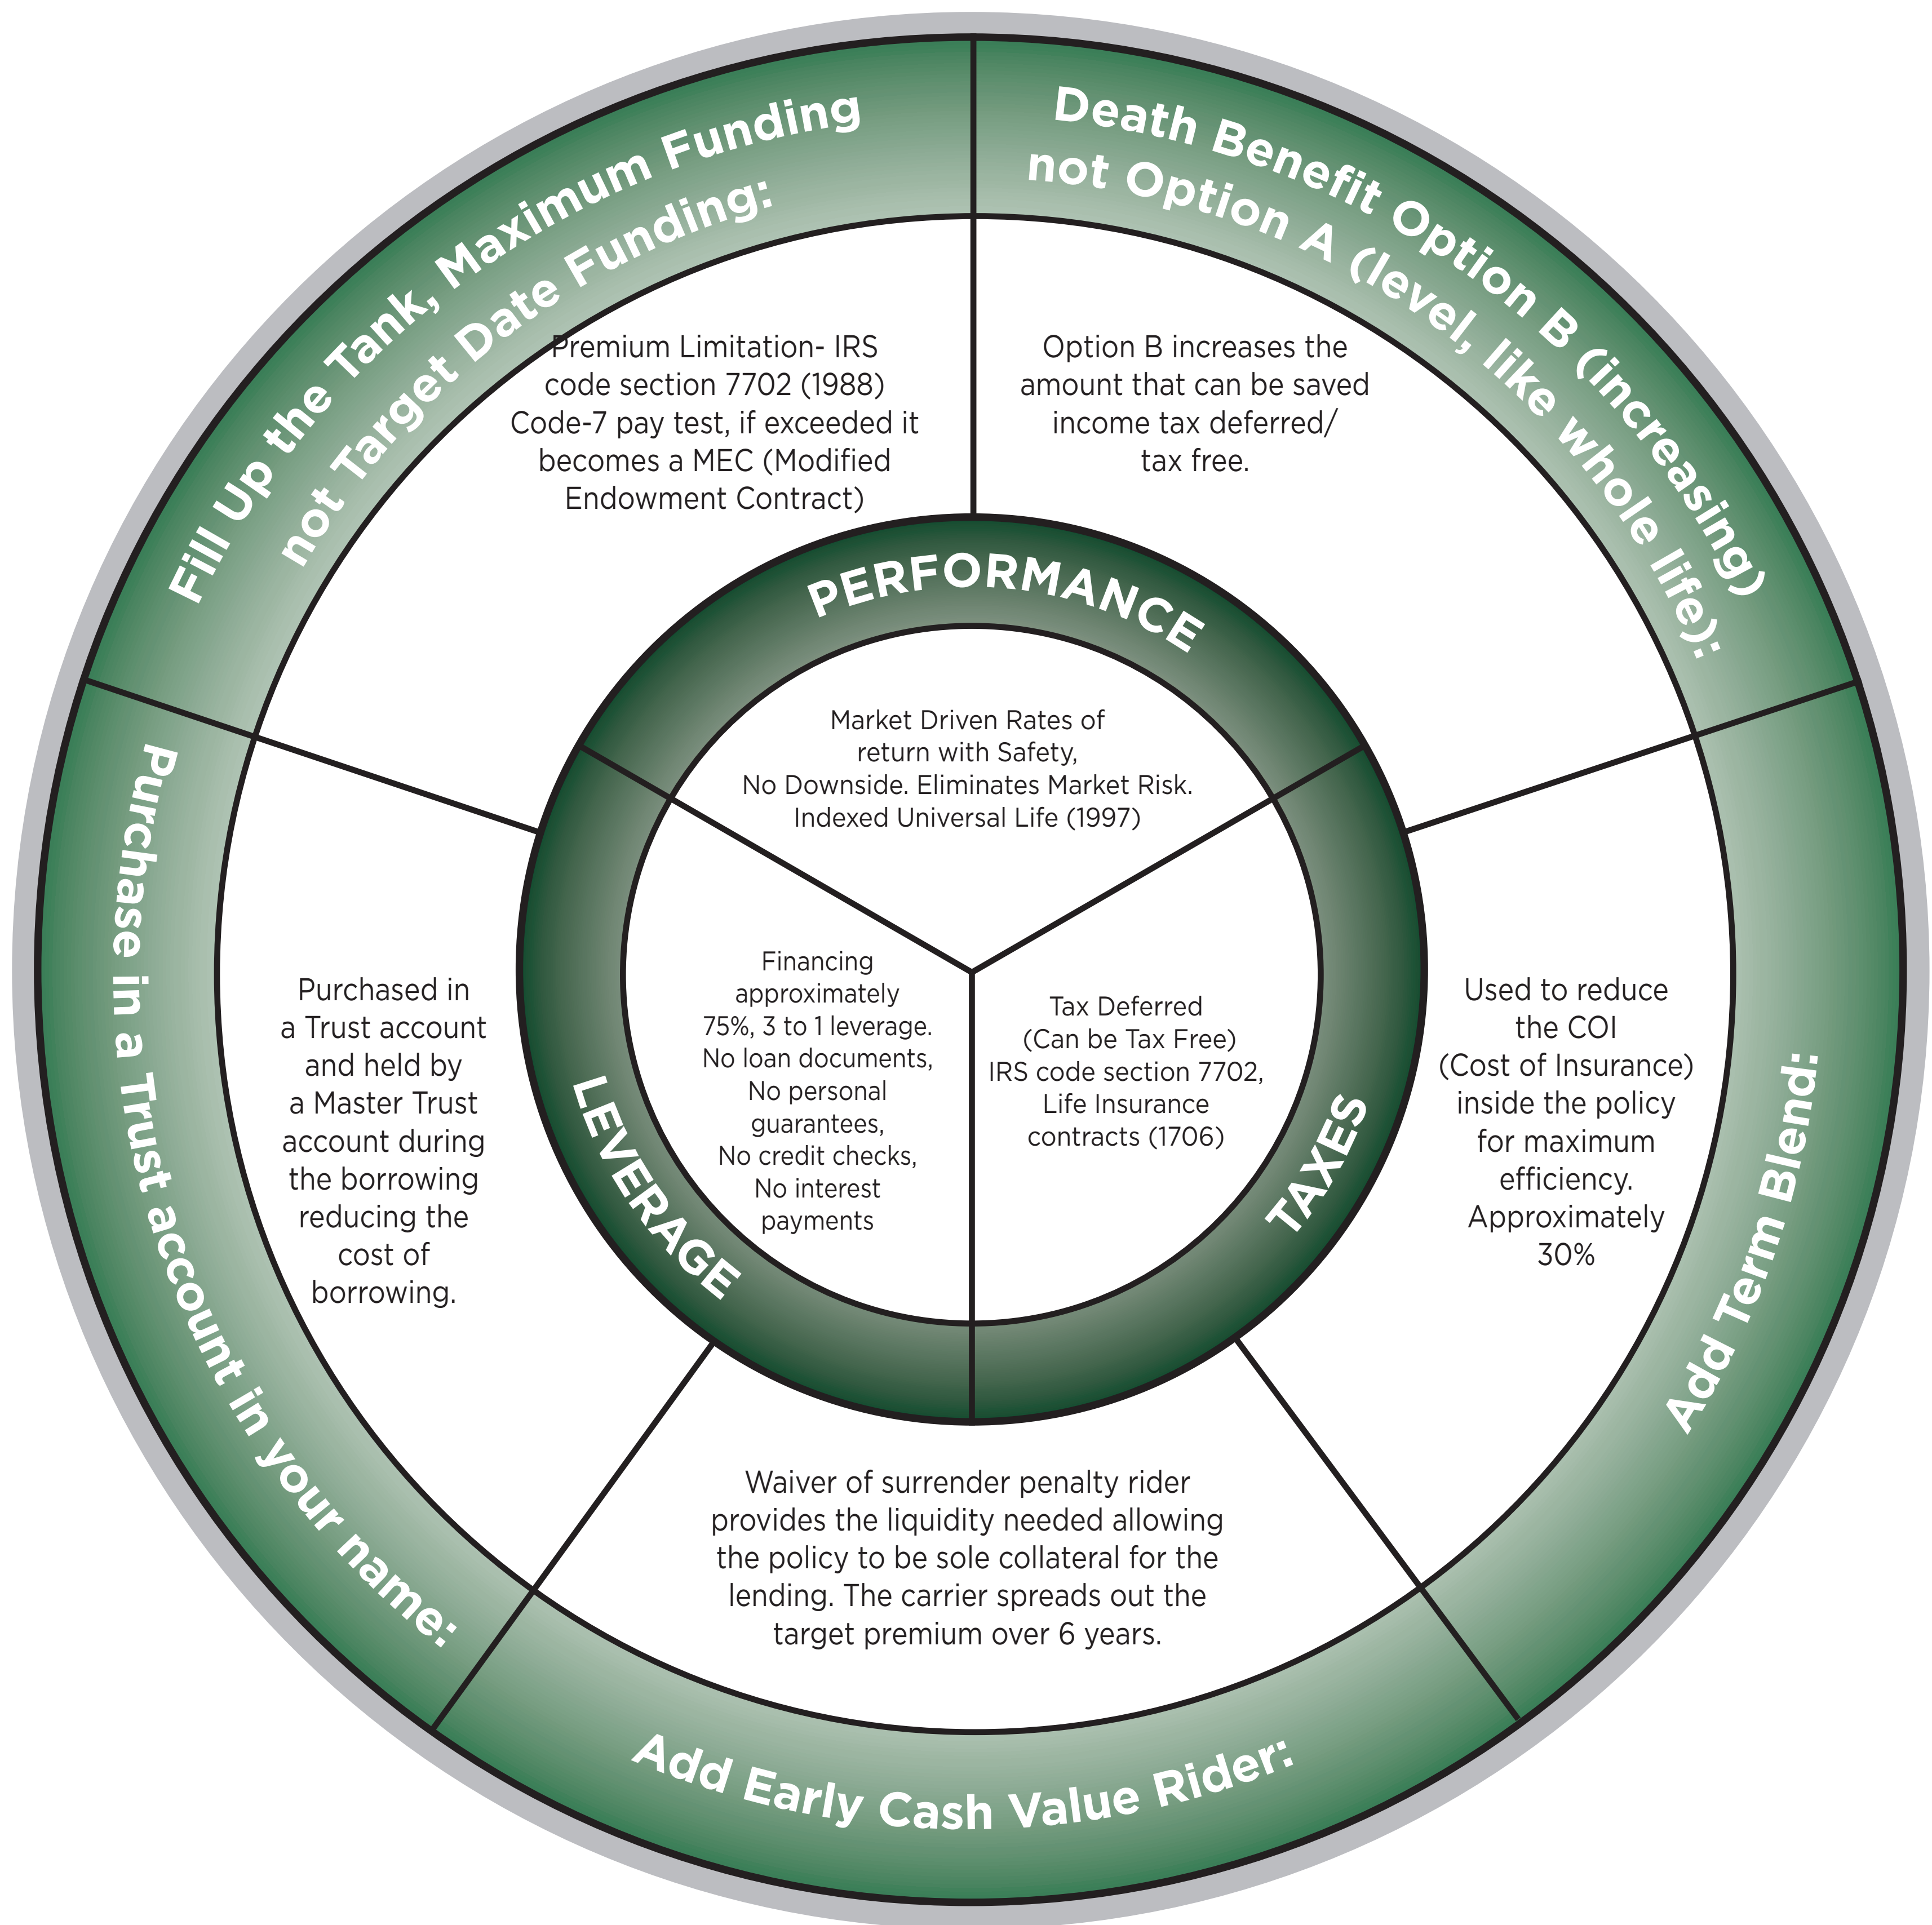 Fill Up the Tank, Maximum Funding
not Target Date Funding:
Premium Limitation- IRS
code section 7702 (1988)
Code-7 pay test, if exceeded it
becomes a MEC (Modified
Endowment Contract)
Death Benefit Option B (increasing)
not Option A (level, like whole life):
Option B increases the
amount that can be saved
income tax deferred/
tax free.
Add Term Blend:
Used to reduce
the COI
(Cost of Insurance)
inside the policy
for maximum
efficiency.
Approximately
30%
Add Early Cash Value Rider:
Waiver of surrender penalty rider
provides the liquidity needed allowing
the policy to be sole collateral for the
lending. The carrier spreads out the
target premium over 6 years.
Purchase in a Trust account in your name:
Purchased in
a Trust account
and held by
a Master Trust
account during
the borrowing
reducing the
cost of
borrowing.
PERFORMANCE
Market Driven Rates of
return with Safety,
No Downside. Eliminates Market Risk.
Indexed Universal Life (1997)
TAXES
Tax Deferred
(Can be Tax Free)
IRS code section 7702,
Life Insurance
contracts (1706)
LEVERAGE
Financing
approximately
75%, 3 to 1 leverage.
No loan documents,
No personal
guarantees,
No credit checks,
No interest
payments